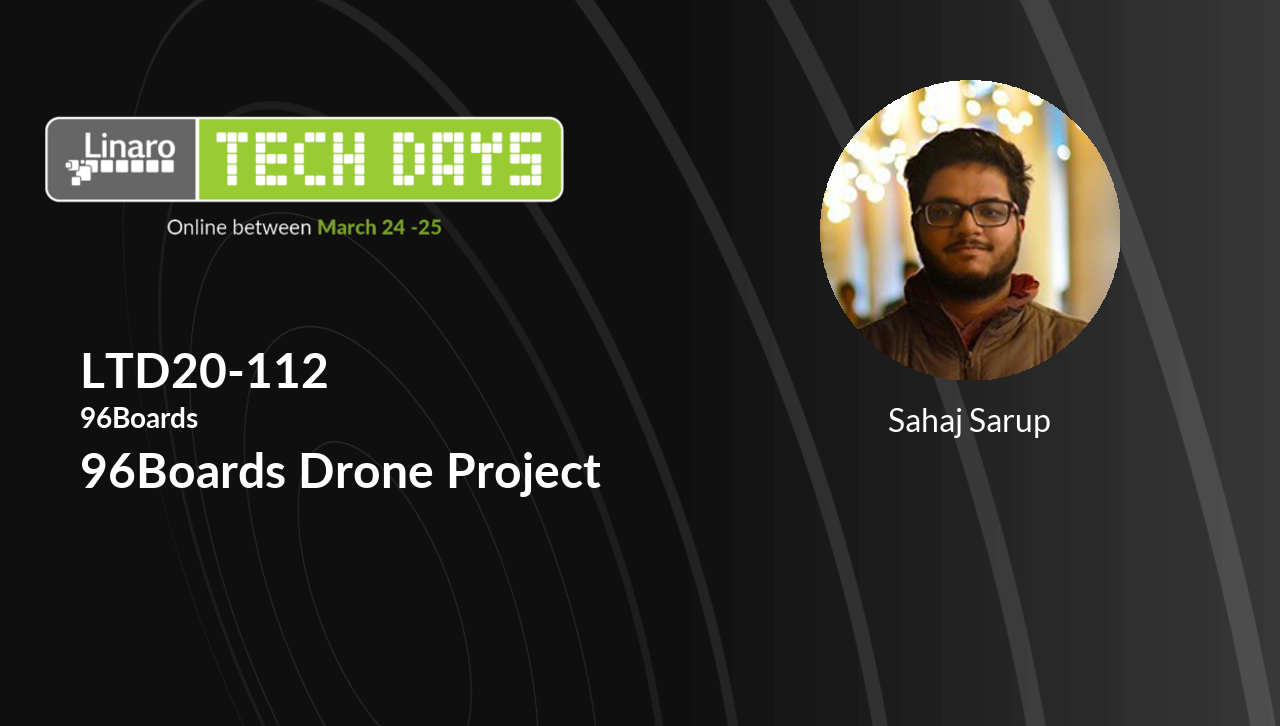 Linaro TECH DAYS
Online between March 24 -25
LTD20-112
96Boards
96Boards Drone Project
Sahaj Sarup